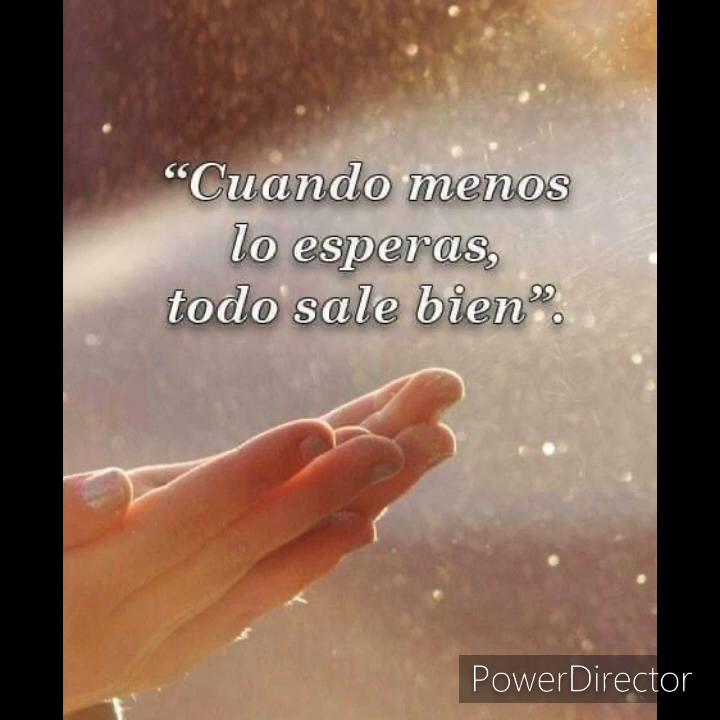 “Cuando menos
lo esperas,
todo sale bien”.
PowerDirector